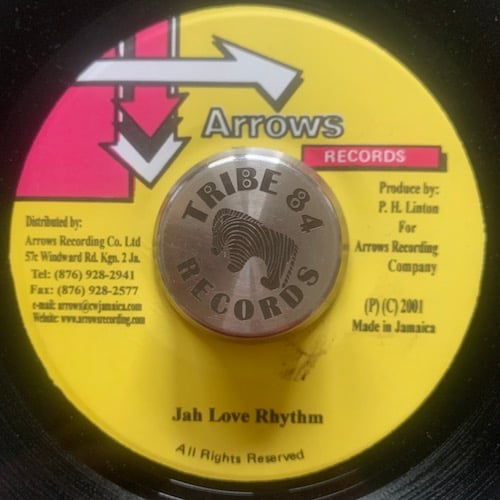 Arrows
RECORDS
Produce by:
P. H. Linton
For
Arrows Recording
Company
(P) (C) 2001
Made in Jamaica
Distributed by:
Arrows Recording Co. Ltd
57c Windward Rd. Kgn. 2 Ja.
Tel: (876) 928-2941
Fax: (876) 928-2577
e-mail: arrows@cwjamaica.com
Website: www.arrowsrecording.com
TRIBE 84
RECORDS
Jah Love Rhythm
All Rights Reserved